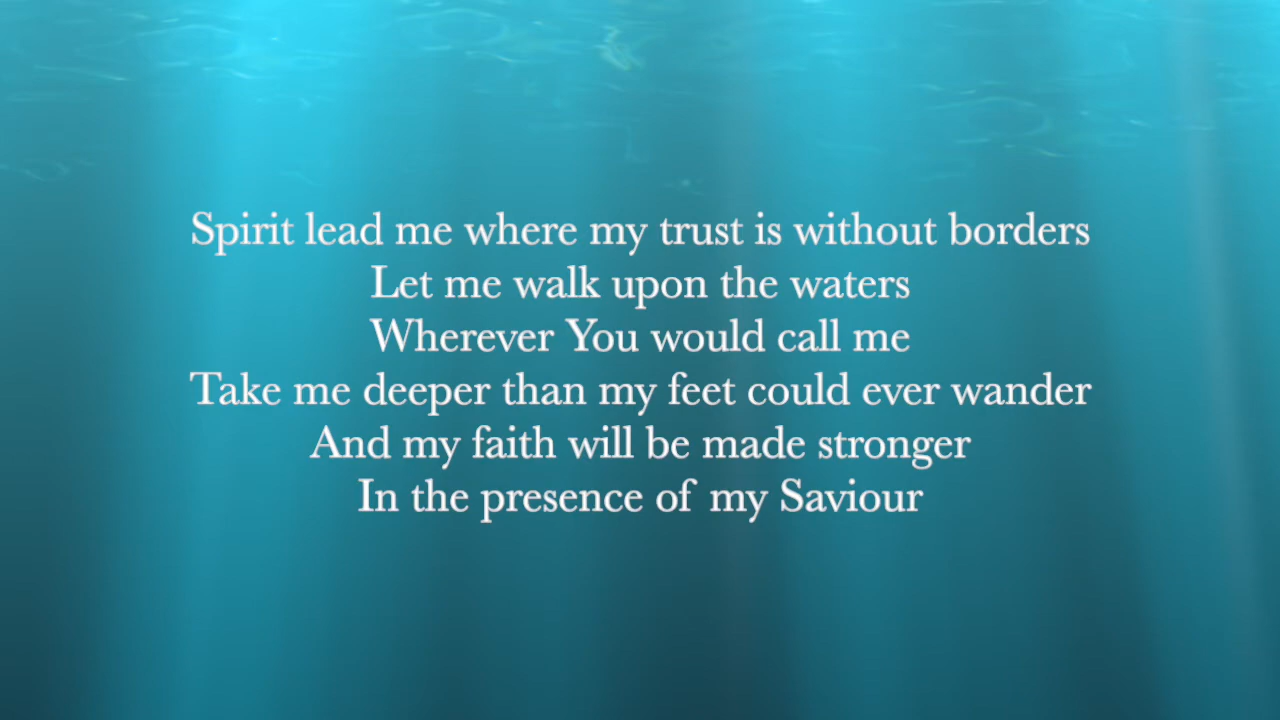 Spirit lead me where my trust is without borders
Let me walk upon the waters
Wherever You would call me
Take me deeper than my feet could ever wander
And my faith will be made stronger
In the presence of my Saviour